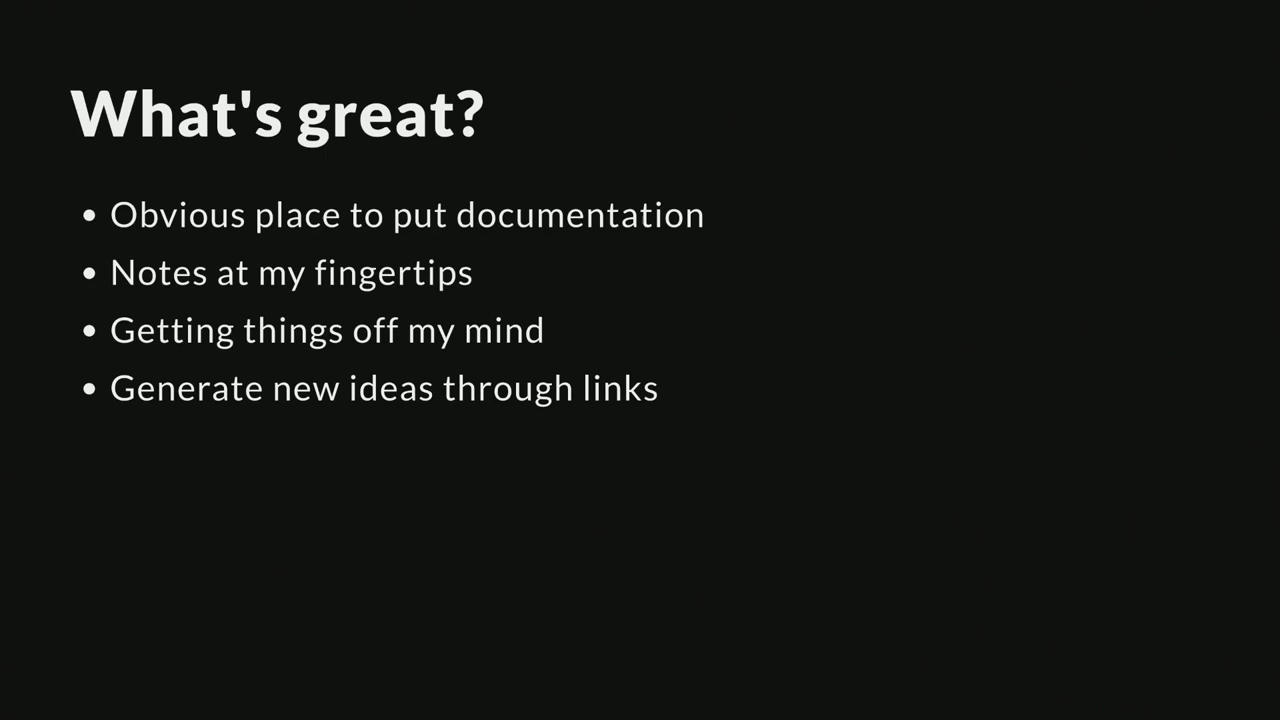 What's great?
Obvious place to put documentation
Notes at my fingertips
Getting things off my mind
Generate new ideas through links